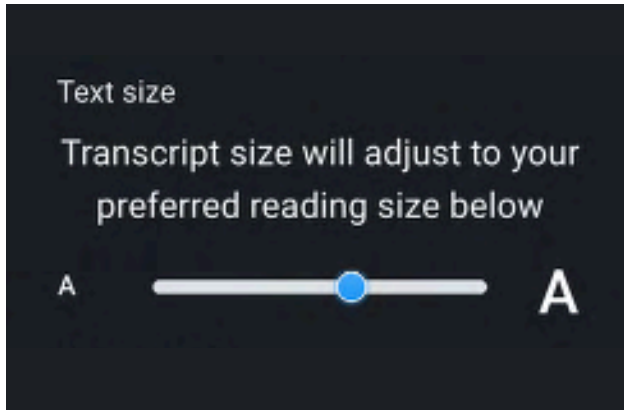 Text size
Transcript size will adjust to your
preferred reading size below
A A